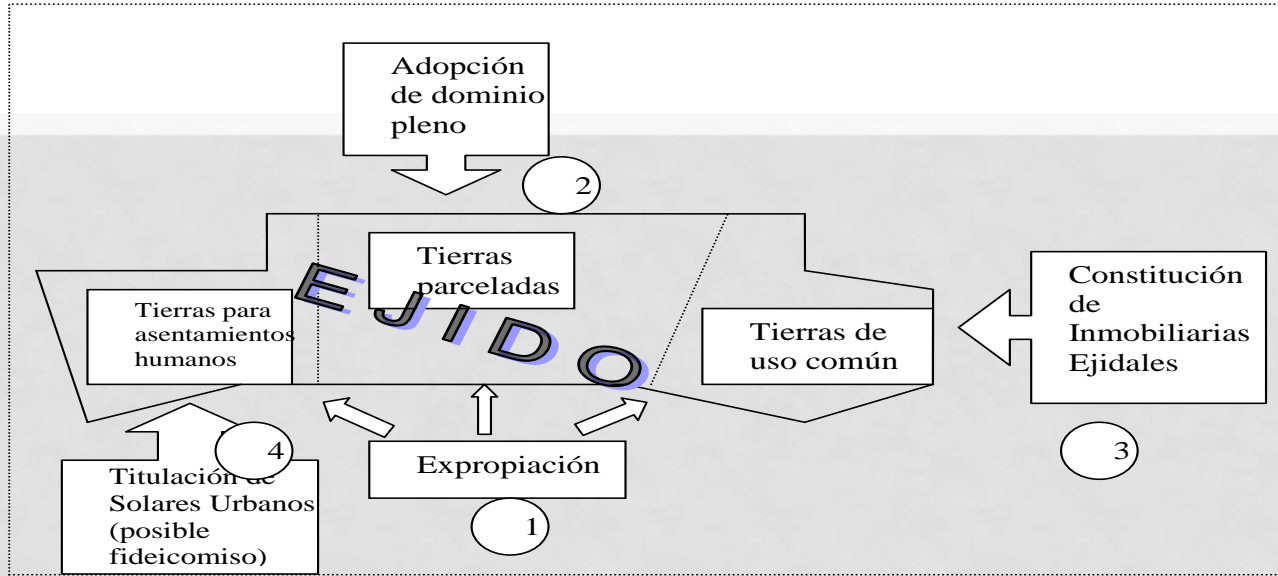 Adopción
de dominio
pleno
2
Tierras
parceladas
EJIDO
Tierras para
asentamientos
humanos
Tierras de
uso común
Constitución
de
Inmobiliarias
Ejidales
3
4
Expropiación
1
Titulación de
Solares Urbanos
(posible
fideicomiso)